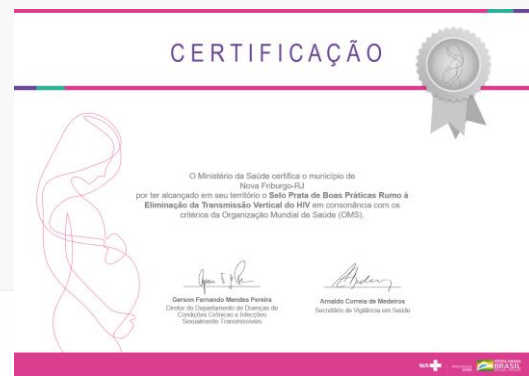 CERTIFICAÇÃO
O Ministério da Saúde certifica o município de
Nova Friburgo-RJ
por ter alcançado em seu território o Selo Prata de Boas Práticas Rumo à
Eliminação da Transmissão Vertical do HIV em consonância com os
critérios da Organização Mundial de Saúde (OMS).
Gerson Fernando Mendes Pereira
Diretor do Departamento de Doenças de
Condições Crônicas e Infecções
Sexualmente Transmissíveis
Arnaldo Correia de Medeiros
Secretário de Vigilância em Saúde
SUS
PÁTRIA AMADA
BRASIL